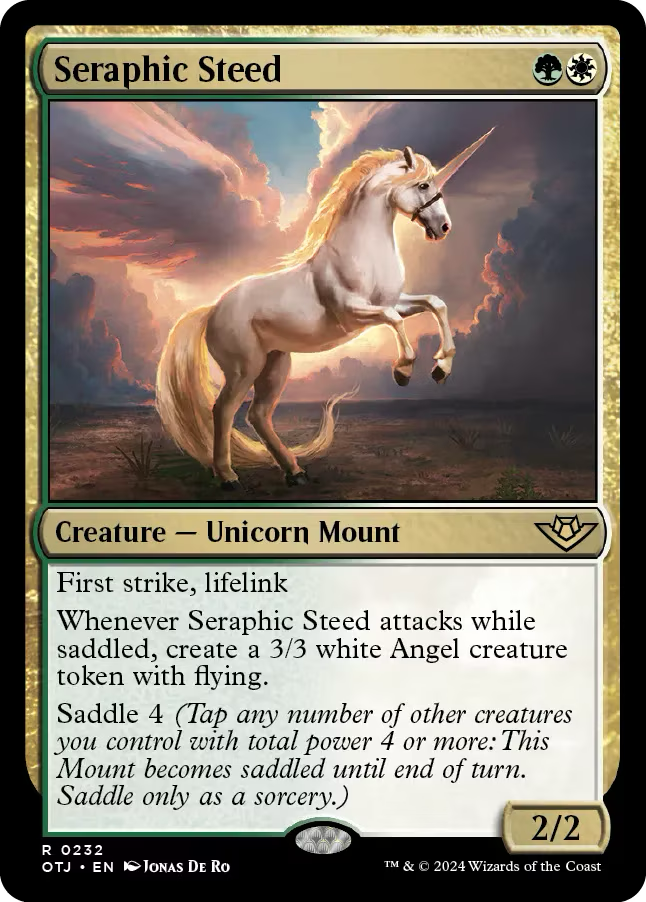 Seraphic Steed
Creature — Unicorn Mount
First strike, lifelink
Whenever Seraphic Steed attacks while
saddled, create a 3/3 white Angel creature
token with flying.
Saddle 4 (Tap any number of other creatures
you control with total power 4 or more: This
Mount becomes saddled until end of turn.
Saddle only as a sorcery.)
2/2
R 0232
OTJ • EN Jonas De Ro
™ & © 2024 Wizards of the Coast